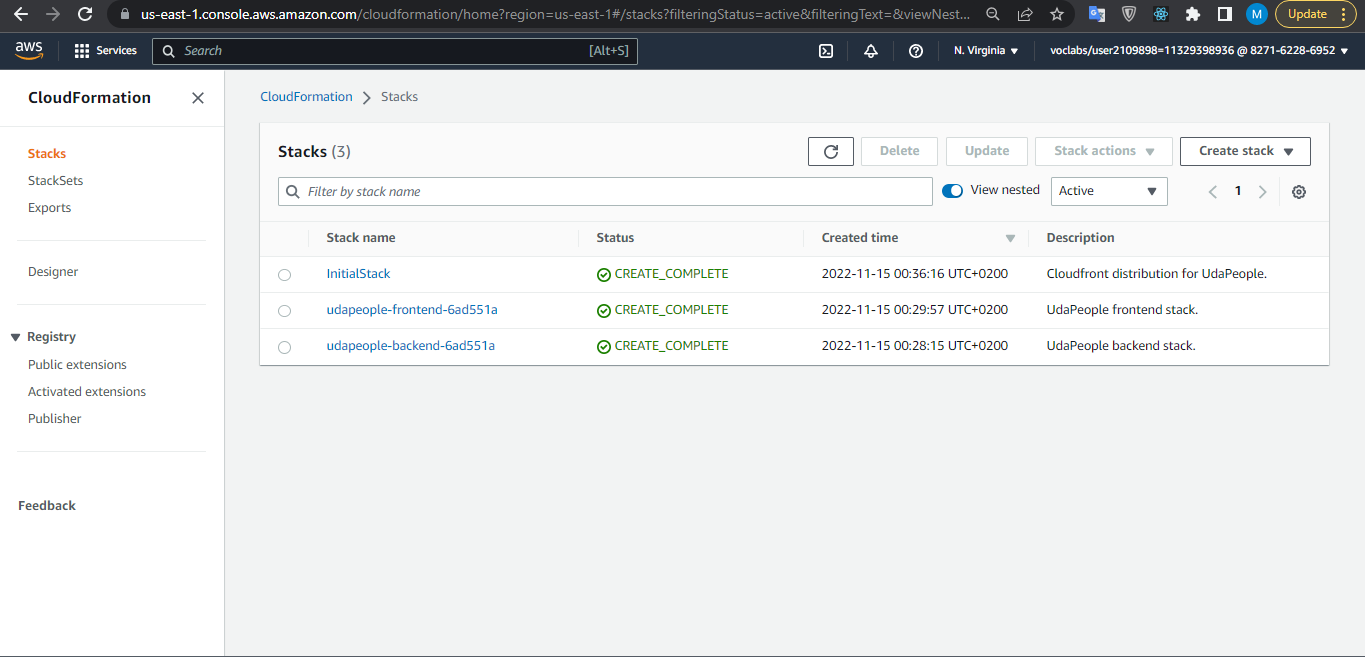 us-east-1.console.aws.amazon.com/cloudformation/home?region=us-east-1#/stacks?filteringStatus=active&filteringText=&viewNest...
M
Update
aws
Services
Search
[Alt+S]
N. Virginia
voclabs/user2109898=11329398936 @ 8271-6228-6952
CloudFormation
Stacks
StackSets
Exports
Designer
Registry
Public extensions
Activated extensions
Publisher
Feedback
CloudFormation
Stacks
Stacks (3)
Delete
Update
Stack actions
Create stack
Filter by stack name
View nested
Active
1
Stack name Status Created time Description
InitialStack CREATE_COMPLETE 2022-11-15 00:36:16 UTC+0200 Cloudfront distribution for UdaPeople.
udapeople-frontend-6ad551a CREATE_COMPLETE 2022-11-15 00:29:57 UTC+0200 UdaPeople frontend stack.
udapeople-backend-6ad551a CREATE_COMPLETE 2022-11-15 00:28:15 UTC+0200 UdaPeople backend stack.